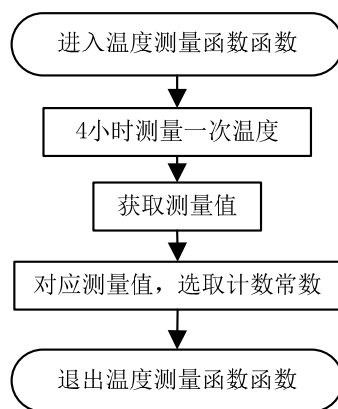 进入温度测量函数函数
4小时测量一次温度
获取测量值
对应测量值，选取计数常数
退出温度测量函数函数